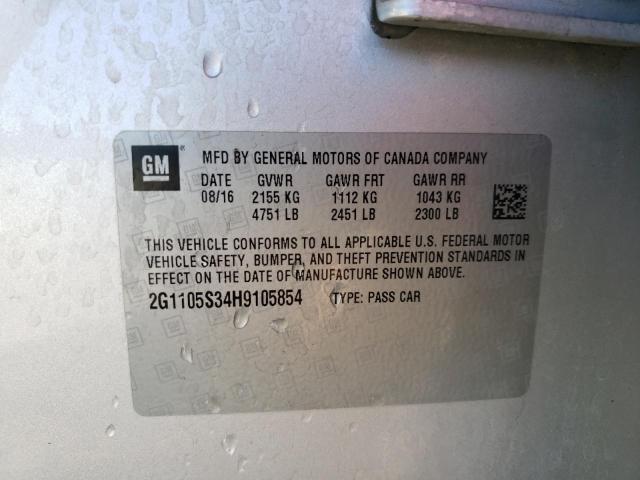 GM ® MFD BY GENERAL MOTORS OF CANADA COMPANY
DATE GVWR GAWR FRT GAWR RR
08/16 2155 KG 1112 KG 1043 KG
4751 LB 2451 LB 2300 LB
THIS VEHICLE CONFORMS TO ALL APPLICABLE U.S. FEDERAL MOTOR
VEHICLE SAFETY, BUMPER, AND THEFT PREVENTION STANDARDS IN
EFFECT ON THE DATE OF MANUFACTURE SHOWN ABOVE.
2G1105S34H9105854 TYPE: PASS CAR